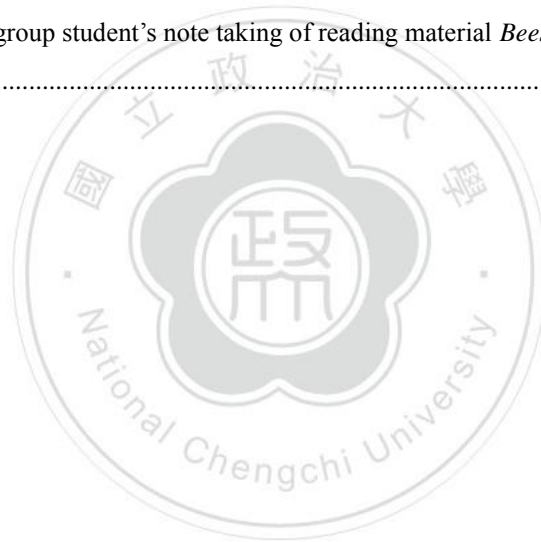 group student’s note taking of reading material Bee
................................................................................
國立政治大學
政
National Chengchi University